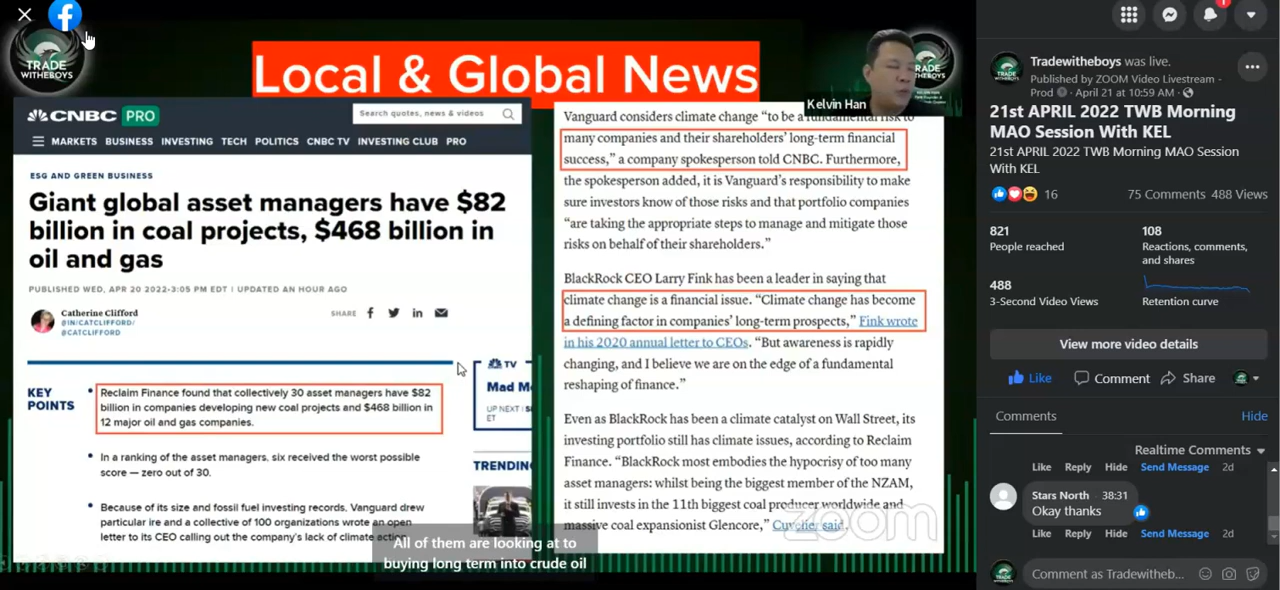 TRADE
WITHEBOYS
Local & Global News
Kelvin Han
CNBC PRO
Search quotes, news & videos
MARKETS BUSINESS INVESTING TECH POLITICS CNBC TV INVESTING CLUB PRO
ESG AND GREEN BUSINESS
Giant global asset managers have $82
billion in coal projects, $468 billion in
oil and gas
PUBLISHED WED, APR 20 2022•3:05 PM EDT | UPDATED AN HOUR AGO
Catherine Clifford
@IN/CATCLIFFORD/
@CATCLIFFORD
SHARE
KEY
POINTS
• Reclaim Finance found that collectively 30 asset managers have $82
billion in companies developing new coal projects and $468 billion in
12 major oil and gas companies.
• In a ranking of the asset managers, six received the worst possible
score — zero out of 30.
• Because of its size and fossil fuel investing records, Vanguard drew
particular ire and a collective of 100 organizations wrote an open
letter to its CEO calling out the company's lack of climate
TV
Mad
UP NEXT |
ET
TRENDING
Vanguard considers climate change "to be a fundamental risk to
many companies and their shareholders' long-term financial
success," a company spokesperson told CNBC. Furthermore,
the spokesperson added, it is Vanguard's responsibility to make
sure investors know of those risks and that portfolio companies
"are taking the appropriate steps to manage and mitigate those
risks on behalf of their shareholders."
BlackRock CEO Larry Fink has been a leader in saying that
climate change is a financial issue. "Climate change has become
a defining factor in companies' long-term prospects," Fink wrote
in his 2020 annual letter to CEOs. "But awareness is rapidly
changing, and I believe we are on the edge of a fundamental
reshaping of finance."
Even as BlackRock has been a climate catalyst on Wall Street, its
investing portfolio still has climate issues, according to Reclaim
Finance. "BlackRock most embodies the hypocrisy of too many
asset managers: whilst being the biggest member of the NZAM,
it still invests in the 11th biggest coal producer worldwide and
massive coal expansionist Glencore," Cuvelier said.
zoom
All of them are looking at to
buying long term into crude oil
Tradewitheboys was live.
Published by ZOOM Video Livestream -
Prod · April 21 at 10:59 AM ·
21st APRIL 2022 TWB Morning
MAO Session With KEL
21st APRIL 2022 TWB Morning MAO Session
With KEL
16
75 Comments 488 Views
821
People reached
108
Reactions, comments,
and shares
488
3-Second Video Views
Retention curve
View more video details
Like Comment Share
Comments
Hide
Realtime Comments
Like Reply Hide Send Message 2d
Stars North · 38:31
Okay thanks
Like Reply Hide Send Message 2d
Comment as Tradewitheb...